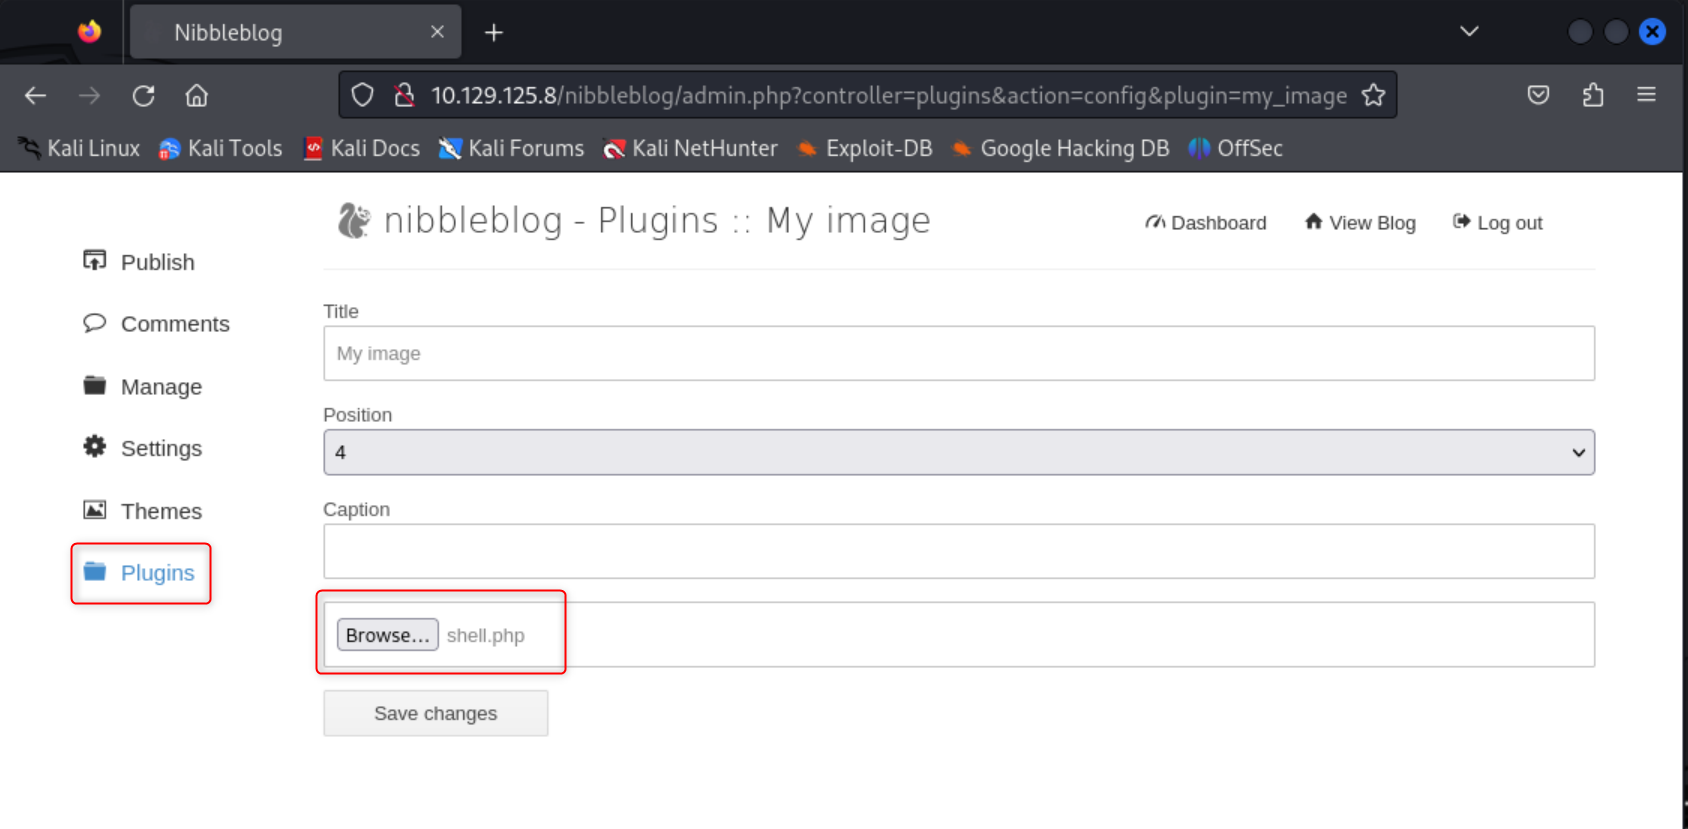 Nibbleblog
10.129.125.8/nibbleblog/admin.php?controller=plugins&action=config&plugin=my_image
Kali Linux Kali Tools Kali Docs Kali Forums Kali NetHunter Exploit-DB Google Hacking DB OffSec
nibbleblog - Plugins :: My image
Dashboard View Blog Log out
Publish
Comments
Manage
Settings
Themes
Plugins
Title
My image
Position
4
Caption
Browse... shell.php
Save changes